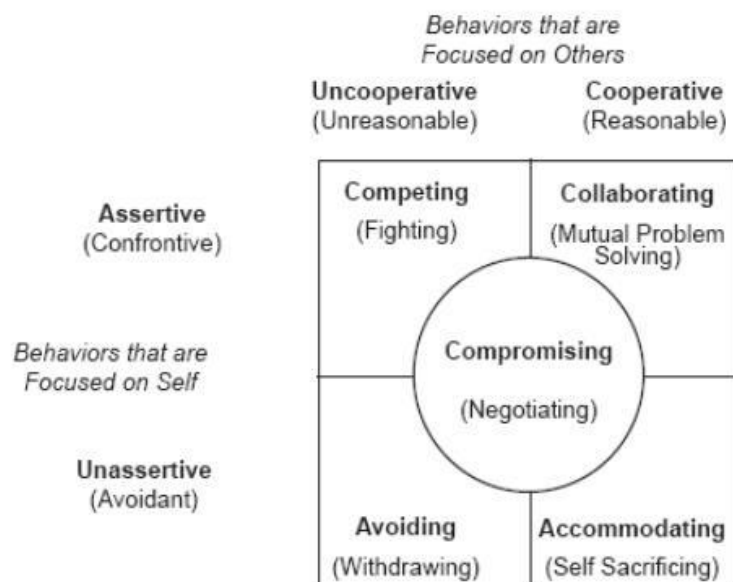 Behaviors that are
Focused on Others
Uncooperative
(Unreasonable)
Cooperative
(Reasonable)
Assertive
(Confrontive)
Competing
(Fighting)
Collaborating
(Mutual Problem
Solving)
Behaviors that are
Focused on Self
Compromising
(Negotiating)
Unassertive
(Avoidant)
Avoiding
(Withdrawing)
Accommodating
(Self Sacrificing)